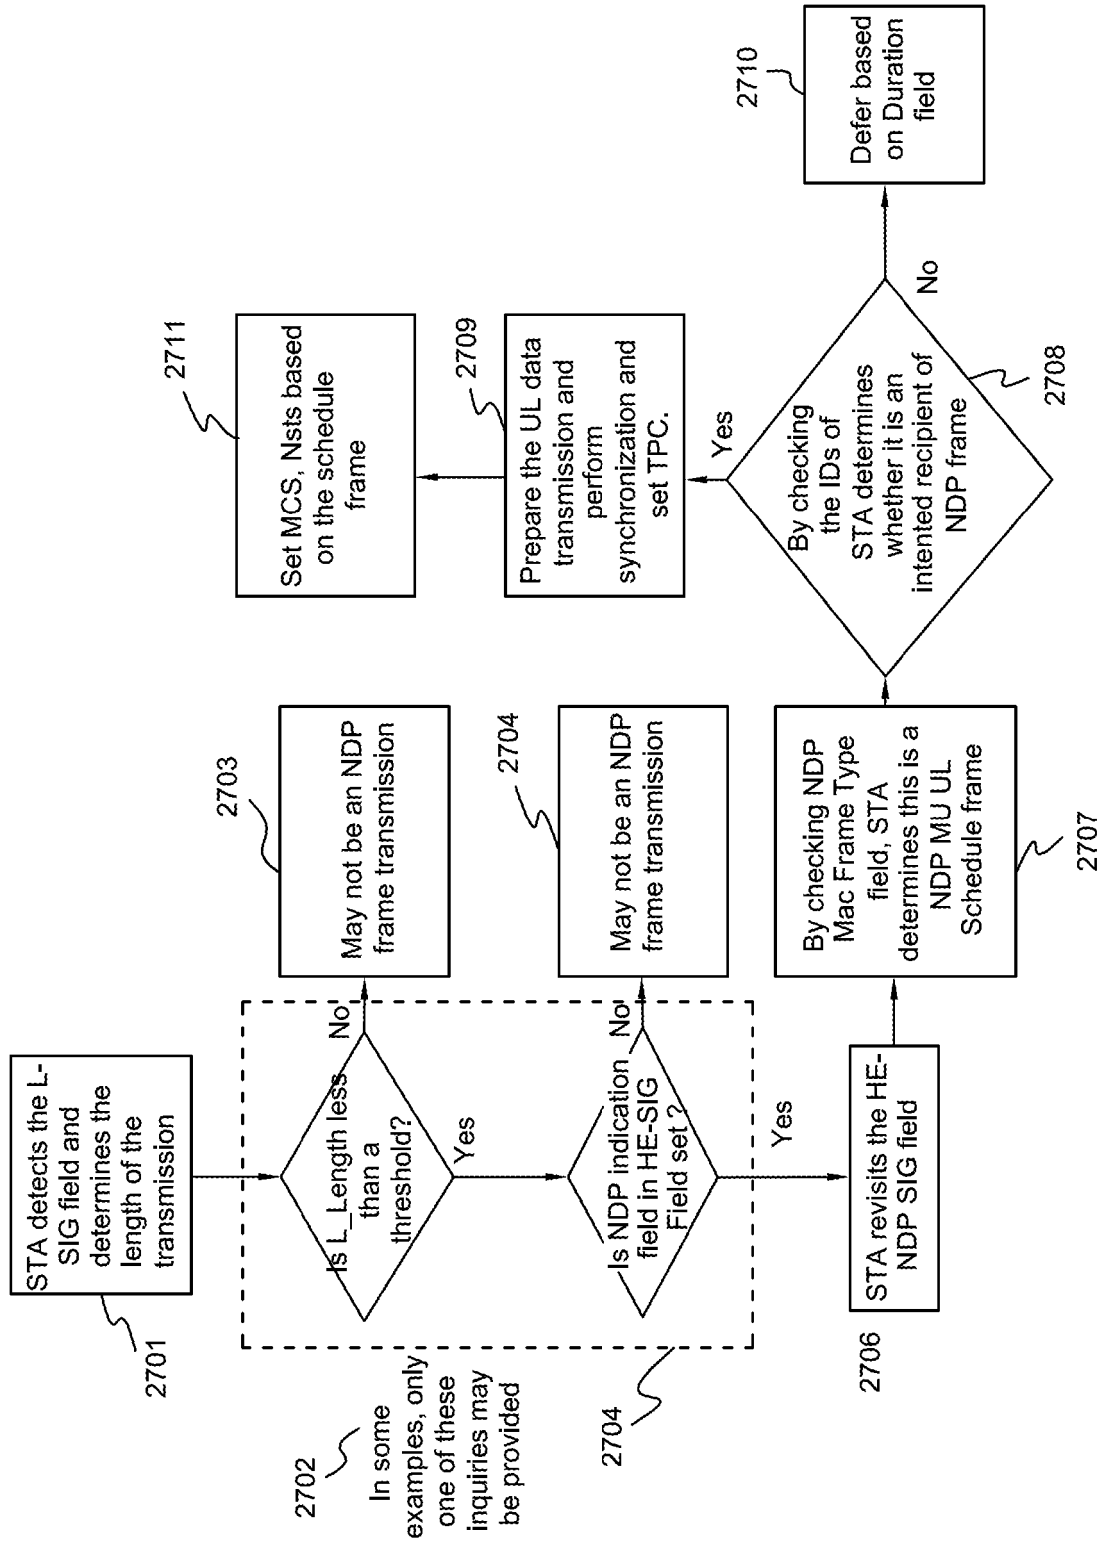 2701
STA detects the L-
SIG field and
determines the
length of the
transmission
2702
In some
examples, only
one of these
inquiries may
be provided
Is L_Length less
than a
threshold?
No
Yes
2703
May not be an NDP
frame transmission
2704
Is NDP indication
field in HE-SIG
Field set ?
No
Yes
2704
May not be an NDP
frame transmission
2706
STA revisits the HE-
NDP SIG field
By checking NDP
Mac Frame Type
field, STA
determines this is a
NDP MU UL
Schedule frame
2707
By checking
the IDs of
STA determines
whether it is an
intented recipient of
NDP frame
2708
Yes
No
2709
Prepare the UL data
transmission and
perform
synchronization and
set TPC.
2711
Set MCS, Nsts based
on the schedule
frame
2710
Defer based
on Duration
field